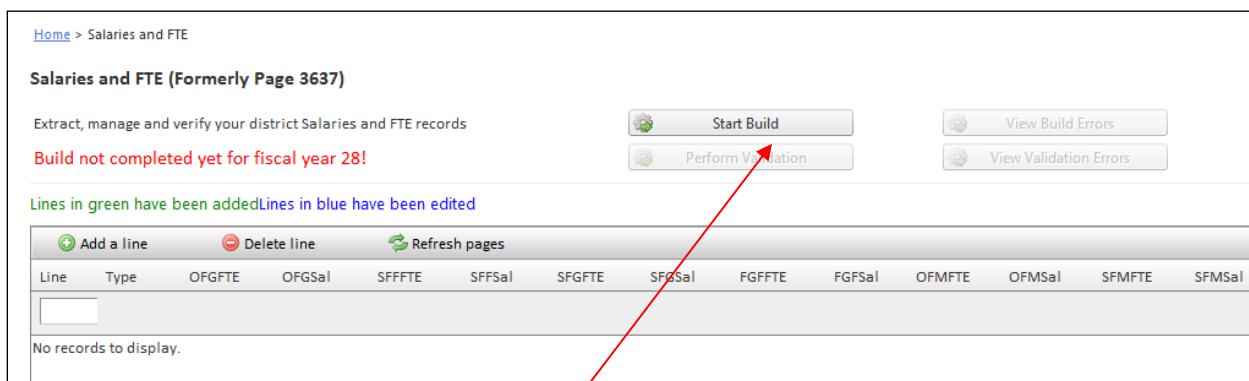 Home > Salaries and FTE
Salaries and FTE (Formerly Page 3637)
Extract, manage and verify your district Salaries and FTE records
Start Build
View Build Errors
Build not completed yet for fiscal year 28!
Perform Validation
View Validation Errors
Lines in green have been addedLines in blue have been edited
Add a line Delete line Refresh pages
Line Type OFGFTE OFGSal SFFFTE SFFSal SFGFTE SFGSal FGFFTE FGFSal OFMFTE OFMSal SFMFTE SFMSal
No records to display.